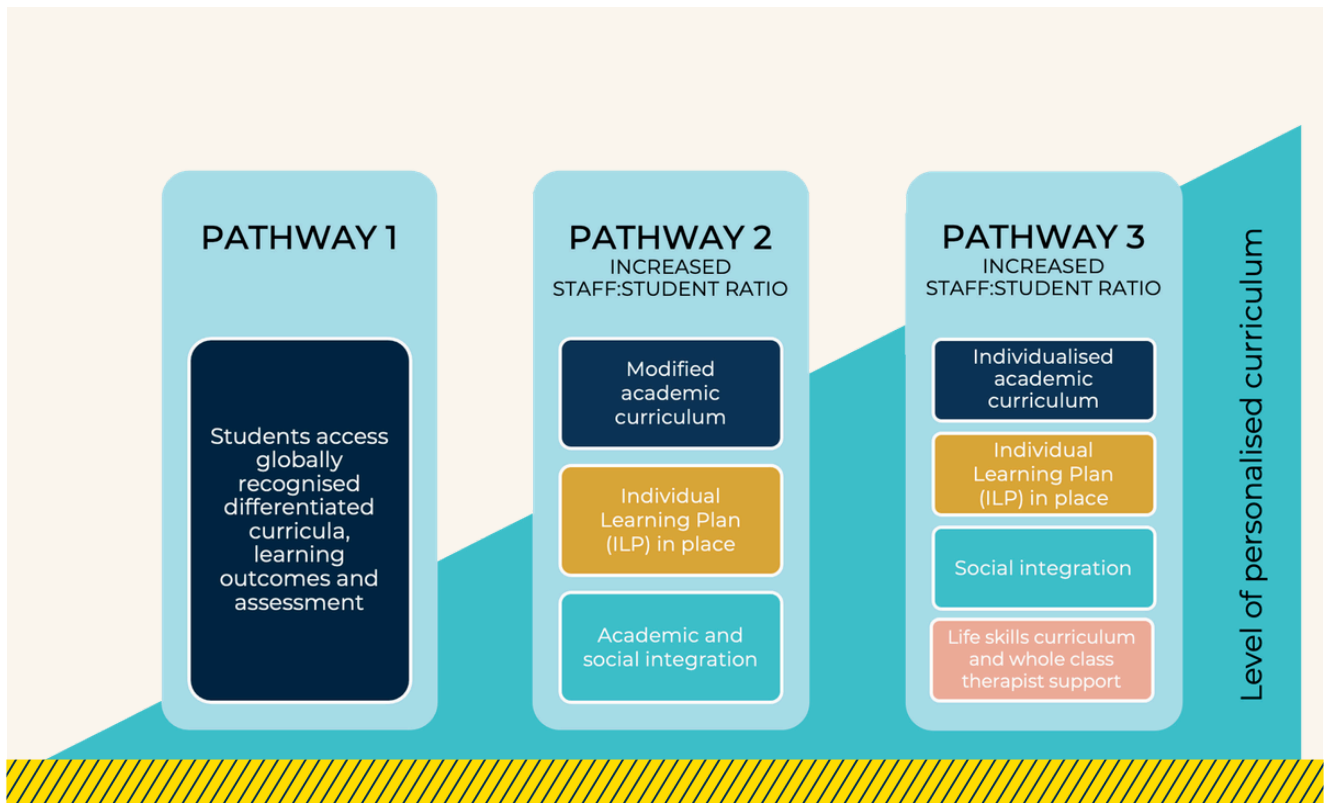 PATHWAY 1
Students access
globally
recognised
differentiated
curricula,
learning
outcomes and
assessment
PATHWAY 2
INCREASED
STAFF:STUDENT RATIO
Modified
academic
curriculum
Individual
Learning Plan
(ILP) in place
Academic and
social integration
PATHWAY 3
INCREASED
STAFF:STUDENT RATIO
Individualised
academic
curriculum
Individual
Learning Plan
(ILP) in place
Social integration
Life skills curriculum
and whole class
therapist support
Level of personalised curriculum